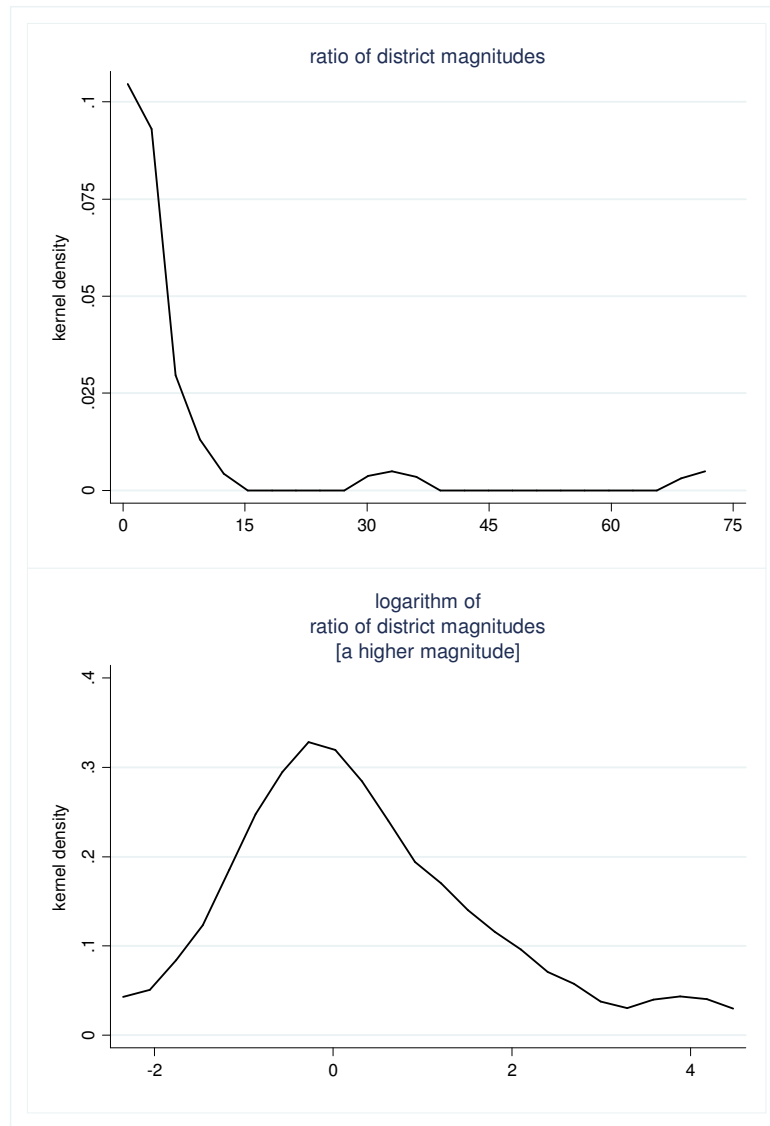 ratio of district magnitudes
.1
.075
.05
.025
0
kernel density
0 15 30 45 60 75
logarithm of
ratio of district magnitudes
[a higher magnitude]
.4
.3
.2
.1
0
kernel density
-2 0 2 4